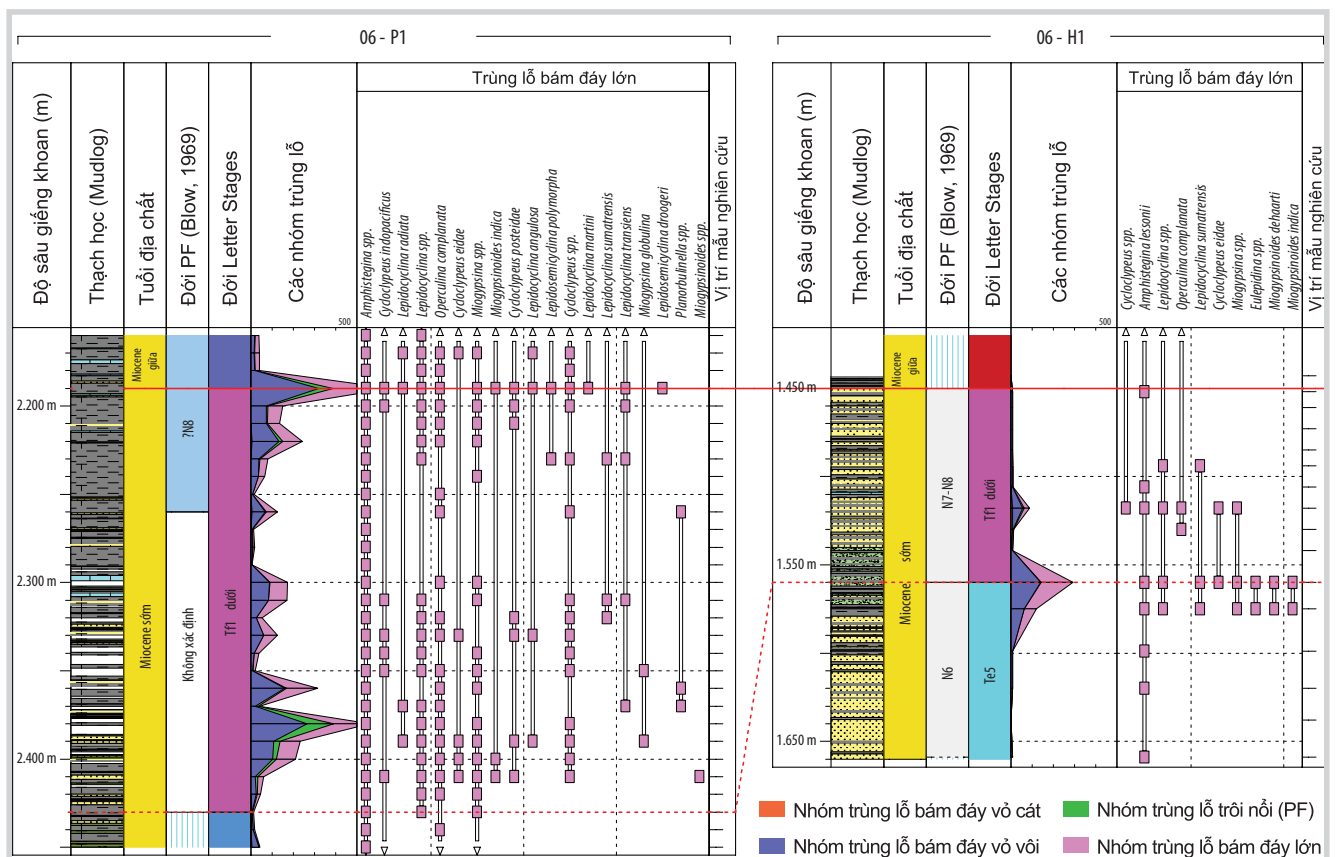 06 - P1
Độ sâu giếng khoan (m)
Thạch học (Mudlog)
Tuổi địa chất
Đới PF (Blow, 1969)
Đới Letter Stages
Các nhóm trùng lỗ
500
Trùng lỗ bám đáy lớn
Amphistegina spp.
Cycloclypeus indopacificus
Lepidocyclina radiata
Lepidocyclina spp.
Operculina complanata
Cycloclypeus eidae
Miogypsina spp.
Miogypsinoides indica
Cycloclypeus posteidae
Lepidocyclina angulosa
Lepidosemicyclina polymorpha
Cycloclypeus spp.
Lepidocyclina martini
Lepidocyclina sumatrensis
Lepidocyclina transiens
Miogypsina globulina
Lepidosemicyclina droogeri
Planorbulinella spp.
Miogypsinoides spp.
Vị trí mẫu nghiên cứu
2.200 m
2.300 m
2.400 m
Miocene
giữa
Miocene sớm
?N8
Không xác định
Tf1 dưới
06 - H1
Độ sâu giếng khoan (m)
Thạch học (Mudlog)
Tuổi địa chất
Đới PF (Blow, 1969)
Đới Letter Stages
Các nhóm trùng lỗ
500
Trùng lỗ bám đáy lớn
Cycloclypeus spp.
Amphistegina lessonii
Lepidocyclina spp.
Operculina complanata
Lepidocyclina sumatrensis
Cycloclypeus eidae
Miogypsina spp.
Eulepidina spp.
Miogypsinoides dehaarti
Miogypsinoides indica
Vị trí mẫu nghiên cứu
1.450 m
1.550 m
1.650 m
Miocene
giữa
Miocene sớm
N7-N8
N6
Tf1 dưới
Te5
Nhóm trùng lỗ bám đáy vỏ cát
Nhóm trùng lỗ trôi nổi (PF)
Nhóm trùng lỗ bám đáy vỏ vôi
Nhóm trùng lỗ bám đáy lớn